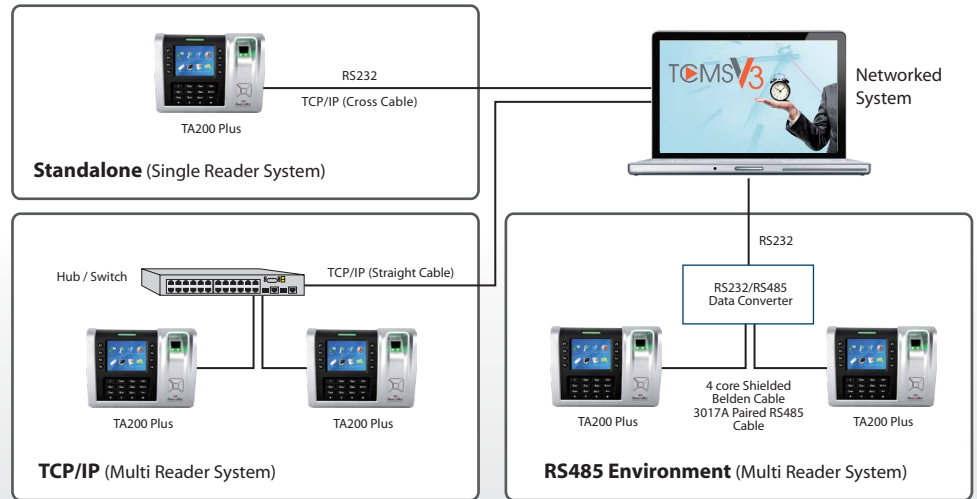 RS232
TCP/IP (Cross Cable)
TA200 Plus
Standalone (Single Reader System)
TCMSV3
Networked
System
Hub / Switch
TCP/IP (Straight Cable)
TA200 Plus
TA200 Plus
TCP/IP (Multi Reader System)
RS232
RS232/RS485
Data Converter
4 core Shielded
Belden Cable
3017A Paired RS485
Cable
TA200 Plus
TA200 Plus
RS485 Environment (Multi Reader System)